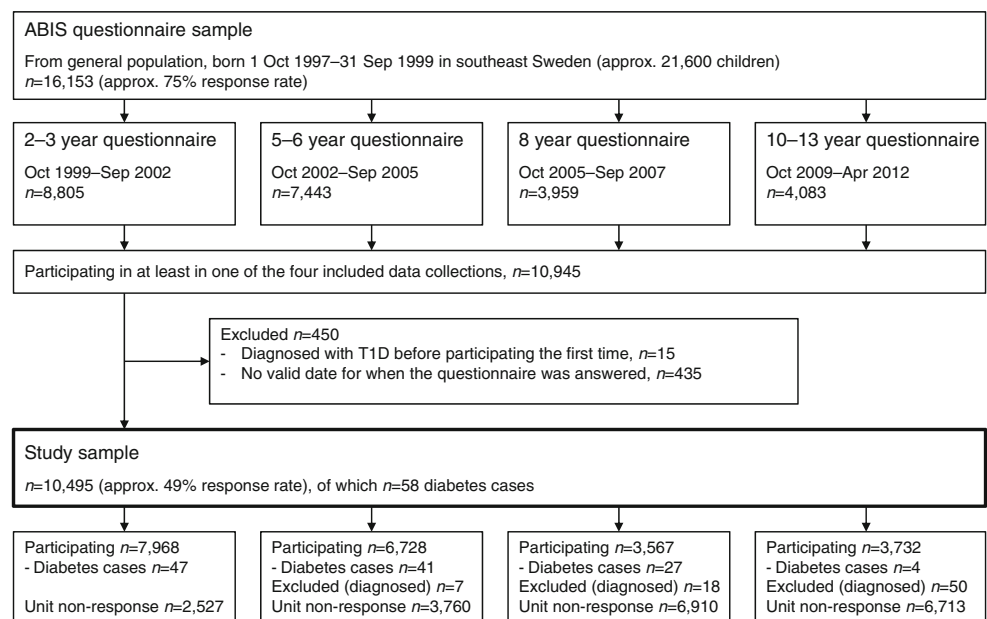 ABIS questionnaire sample
From general population, born 1 Oct 1997–31 Sep 1999 in southeast Sweden (approx. 21,600 children)
n=16,153 (approx. 75% response rate)
2–3 year questionnaire
Oct 1999–Sep 2002
n=8,805
5–6 year questionnaire
Oct 2002–Sep 2005
n=7,443
8 year questionnaire
Oct 2005–Sep 2007
n=3,959
10–13 year questionnaire
Oct 2009–Apr 2012
n=4,083
Participating in at least in one of the four included data collections, n=10,945
Excluded n=450
- Diagnosed with T1D before participating the first time, n=15
- No valid date for when the questionnaire was answered, n=435
Study sample
n=10,495 (approx. 49% response rate), of which n=58 diabetes cases
Participating n=7,968
- Diabetes cases n=47
Unit non-response n=2,527
Participating n=6,728
- Diabetes cases n=41
Excluded (diagnosed) n=7
Unit non-response n=3,760
Participating n=3,567
- Diabetes cases n=27
Excluded (diagnosed) n=18
Unit non-response n=6,910
Participating n=3,732
- Diabetes cases n=4
Excluded (diagnosed) n=50
Unit non-response n=6,713